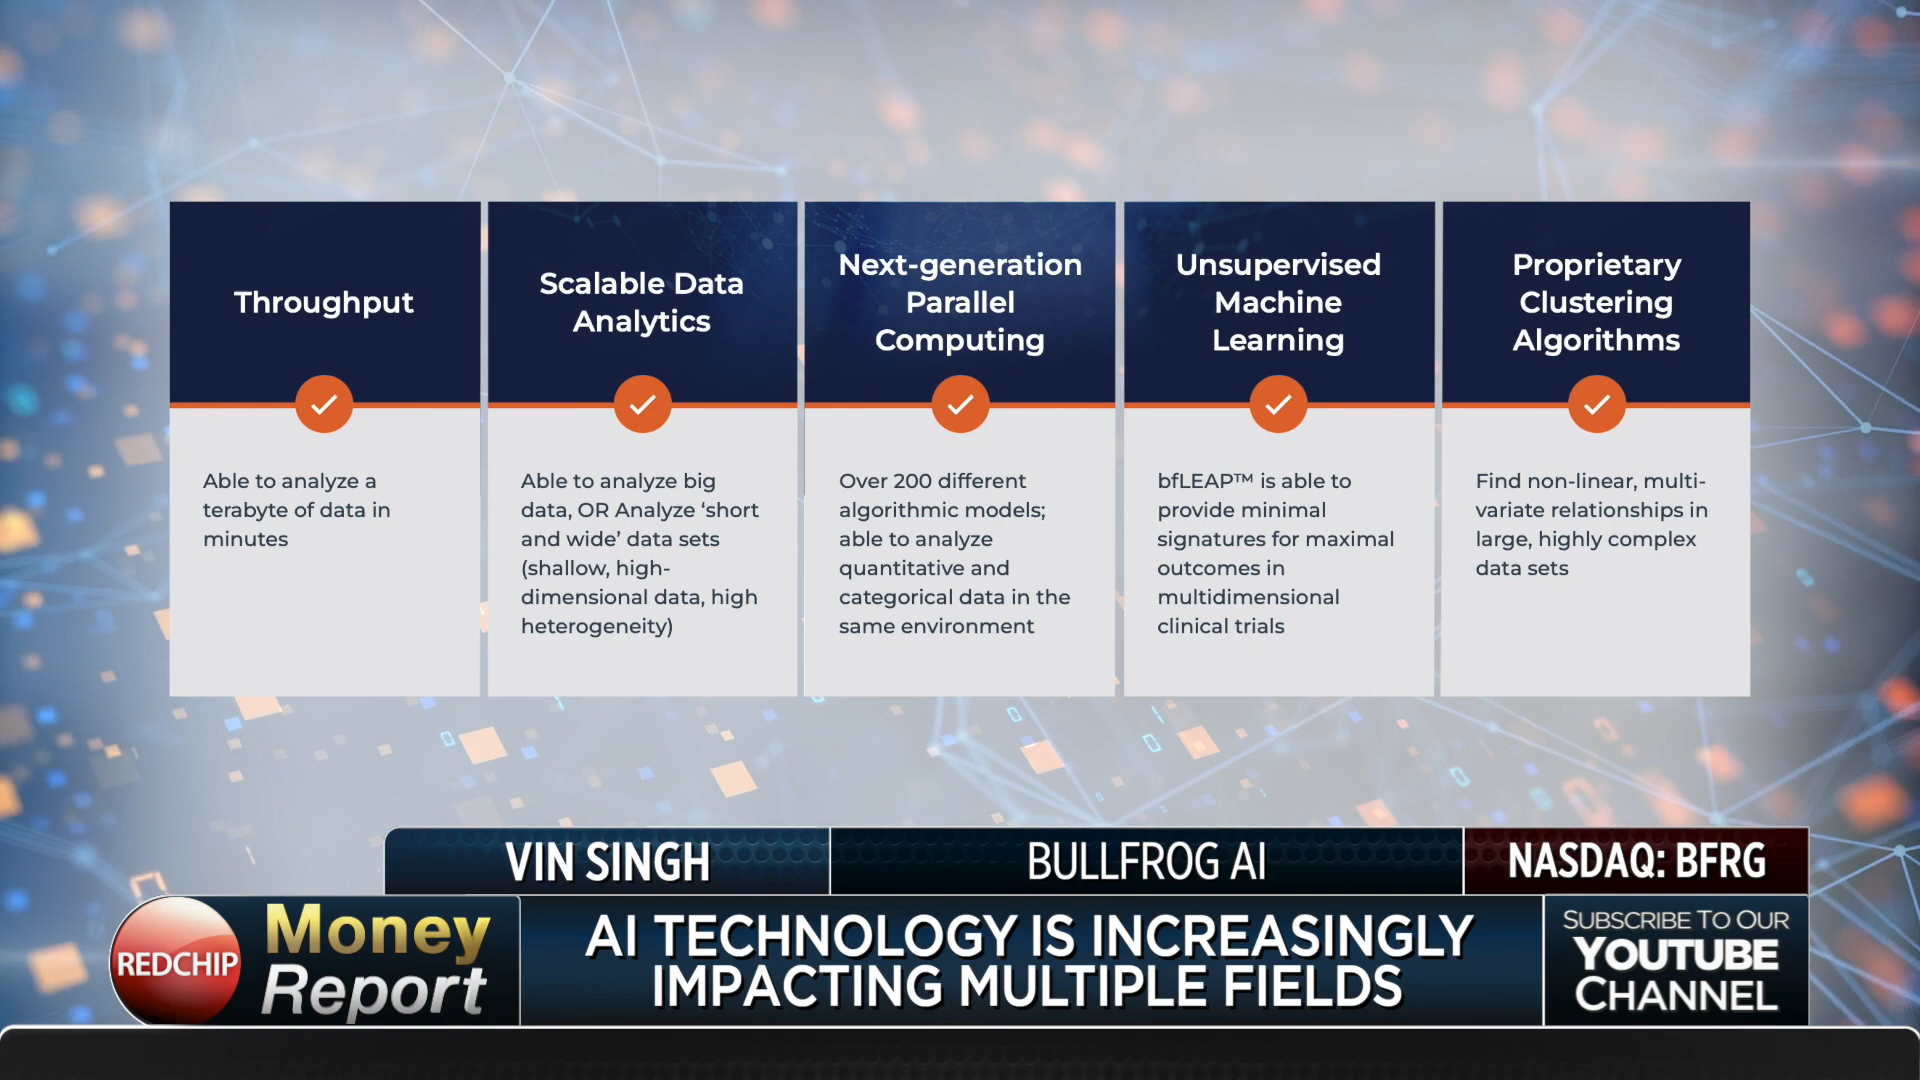 Throughput
Able to analyze a
terabyte of data in
minutes
Scalable Data
Analytics
Able to analyze big
data, OR Analyze ‘short
and wide’ data sets
(shallow, high-
dimensional data, high
heterogeneity)
Next-generation
Parallel
Computing
Over 200 different
algorithmic models;
able to analyze
quantitative and
categorical data in the
same environment
Unsupervised
Machine
Learning
bfLEAP™ is able to
provide minimal
signatures for maximal
outcomes in
multidimensional
clinical trials
Proprietary
Clustering
Algorithms
Find non-linear, multi-
variate relationships in
large, highly complex
data sets
VIN SINGH
BULLFROG AI
NASDAQ: BFRG
REDCHIP
Money
Report
AI TECHNOLOGY IS INCREASINGLY
IMPACTING MULTIPLE FIELDS
SUBSCRIBE TO OUR
YOUTUBE
CHANNEL